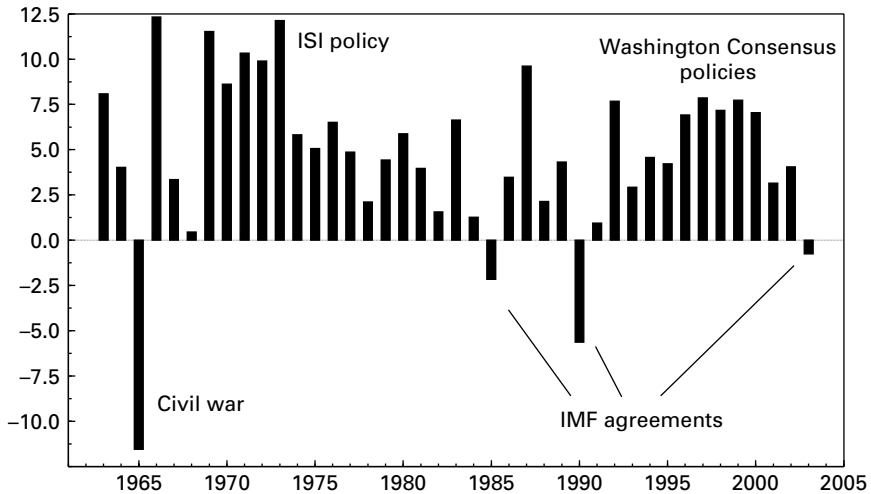 12.5
10.0
7.5
5.0
2.5
0.0
−2.5
−5.0
−7.5
−10.0
ISI policy
Washington Consensus
policies
Civil war
IMF agreements
1965 1970 1975 1980 1985 1990 1995 2000 2005